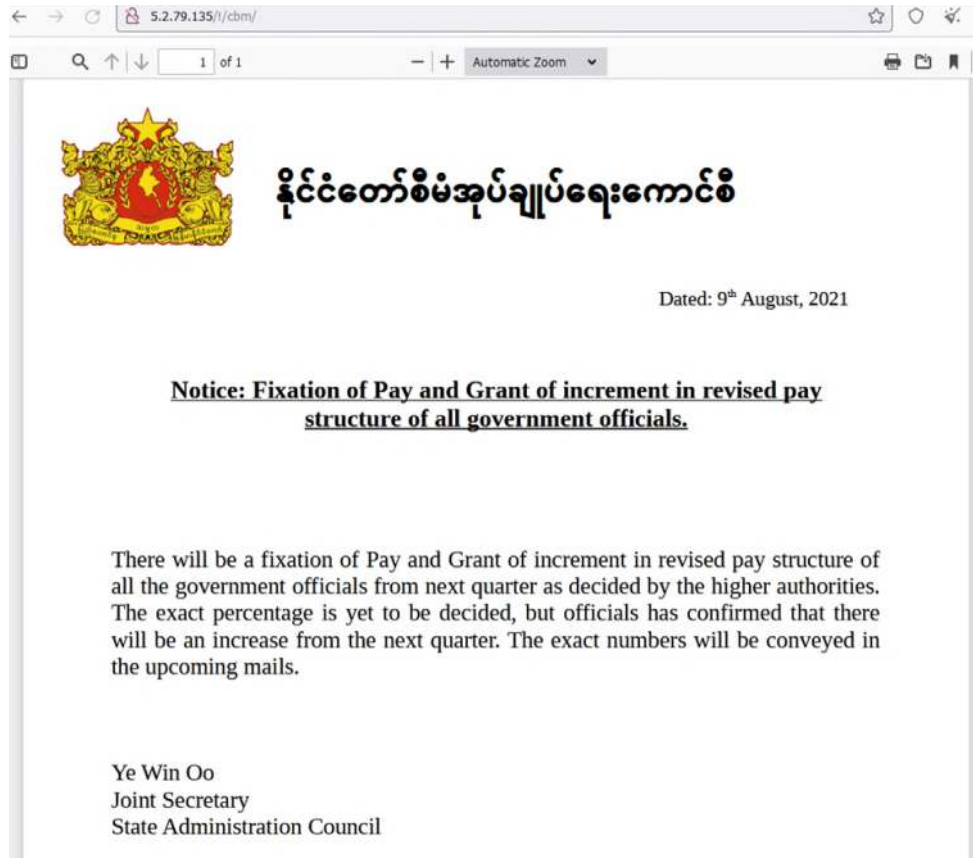 5.2.79.135/t/cbm/
1 of 1
Automatic Zoom
နိုင်ငံတော်စီမံအုပ်ချုပ်ရေးကောင်စီ
Dated: 9th August, 2021
Notice: Fixation of Pay and Grant of increment in revised pay
structure of all government officials.
There will be a fixation of Pay and Grant of increment in revised pay structure of
all the government officials from next quarter as decided by the higher authorities.
The exact percentage is yet to be decided, but officials has confirmed that there
will be an increase from the next quarter. The exact numbers will be conveyed in
the upcoming mails.
Ye Win Oo
Joint Secretary
State Administration Council